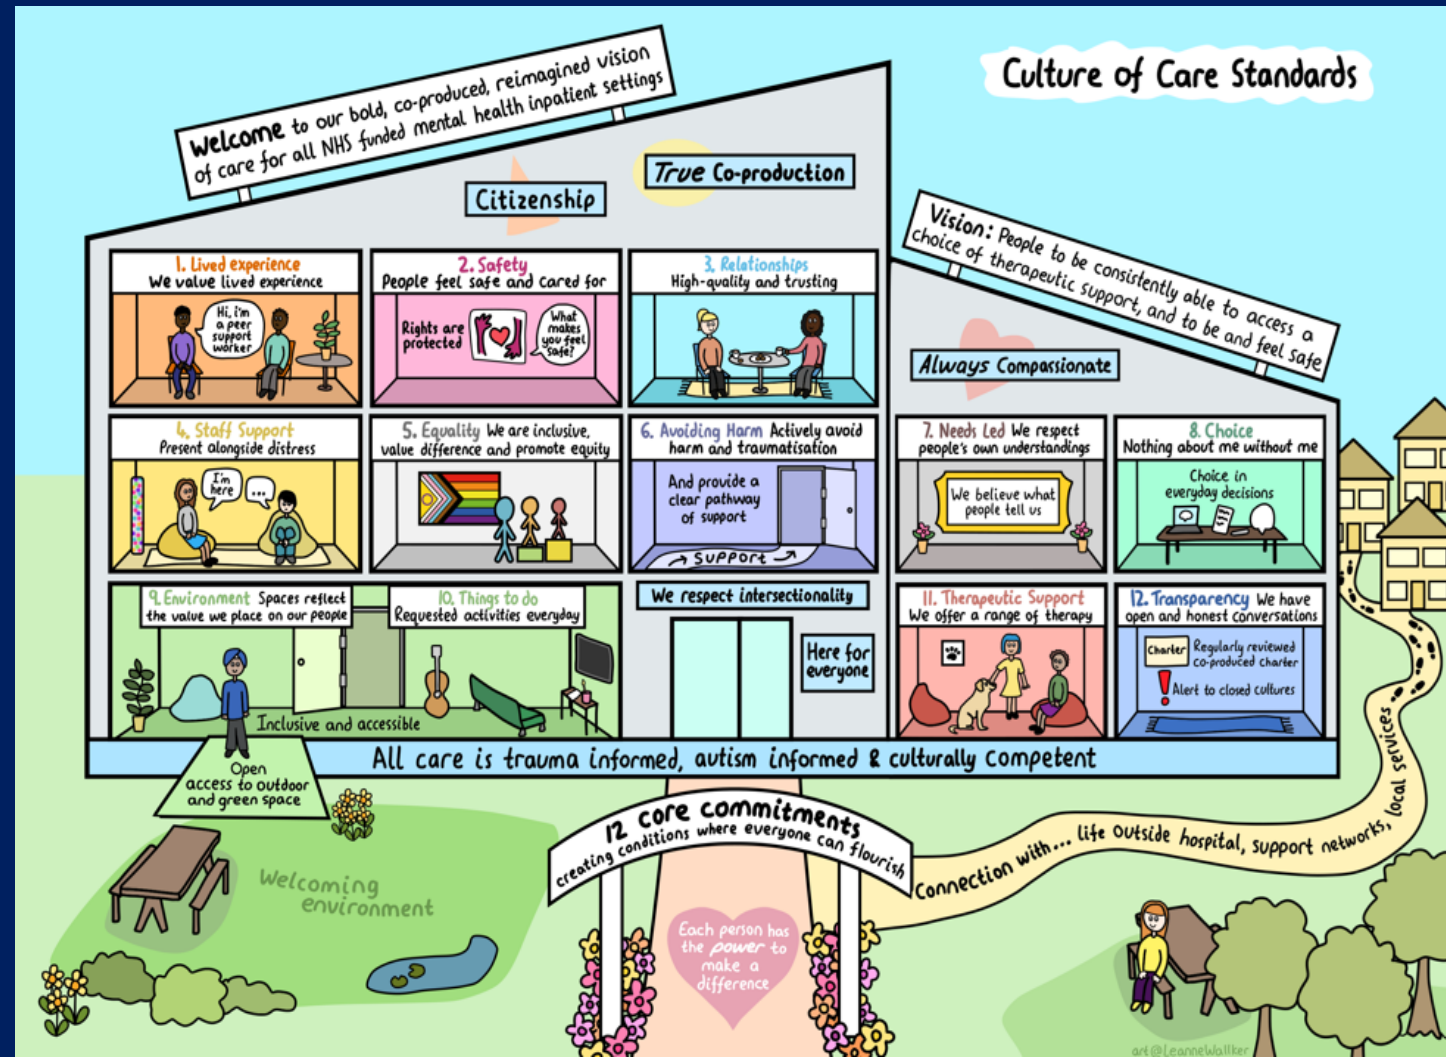 Culture of Care Standards
Welcome to our bold, co-produced, reimagined vision
of care for all NHS funded mental health inpatient settings
Citizenship
True Co-production
Vision: People to be consistently able to access a
choice of therapeutic support, and to be and feel safe
Always Compassionate
1. Lived experience
We value lived experience
Hi, i'm
a peer
support
worker
2. Safety
People feel safe and cared for
Rights are
protected
What
makes
you feel
safe?
3. Relationships
High-quality and trusting
4. Staff Support
Present alongside distress
I'm
here
...
5. Equality We are inclusive,
value difference and promote equity
6. Avoiding Harm Actively avoid
harm and traumatisation
And provide a
clear pathway
of support
→ SUPPORT →
7. Needs Led We respect
people's own understandings
We believe what
people tell us
8. Choice
Nothing about me without me
Choice in
everyday decisions
9. Environment Spaces reflect
the value we place on our people
10. Things to do
Requested activities everyday
Inclusive and accessible
We respect intersectionality
Here for
everyone
11. Therapeutic Support
We offer a range of therapy
12. Transparency We have
open and honest conversations
Charter
Regularly reviewed
co-produced charter
! Alert to closed cultures
All care is trauma informed, autism informed & culturally competent
Open
access to outdoor
and green space
Welcoming
environment
12 core commitments
creating conditions where everyone can flourish
Connection with... life outside hospital, support networks, local services
Each person has
the power to
make a
difference
art@LeanneWallker